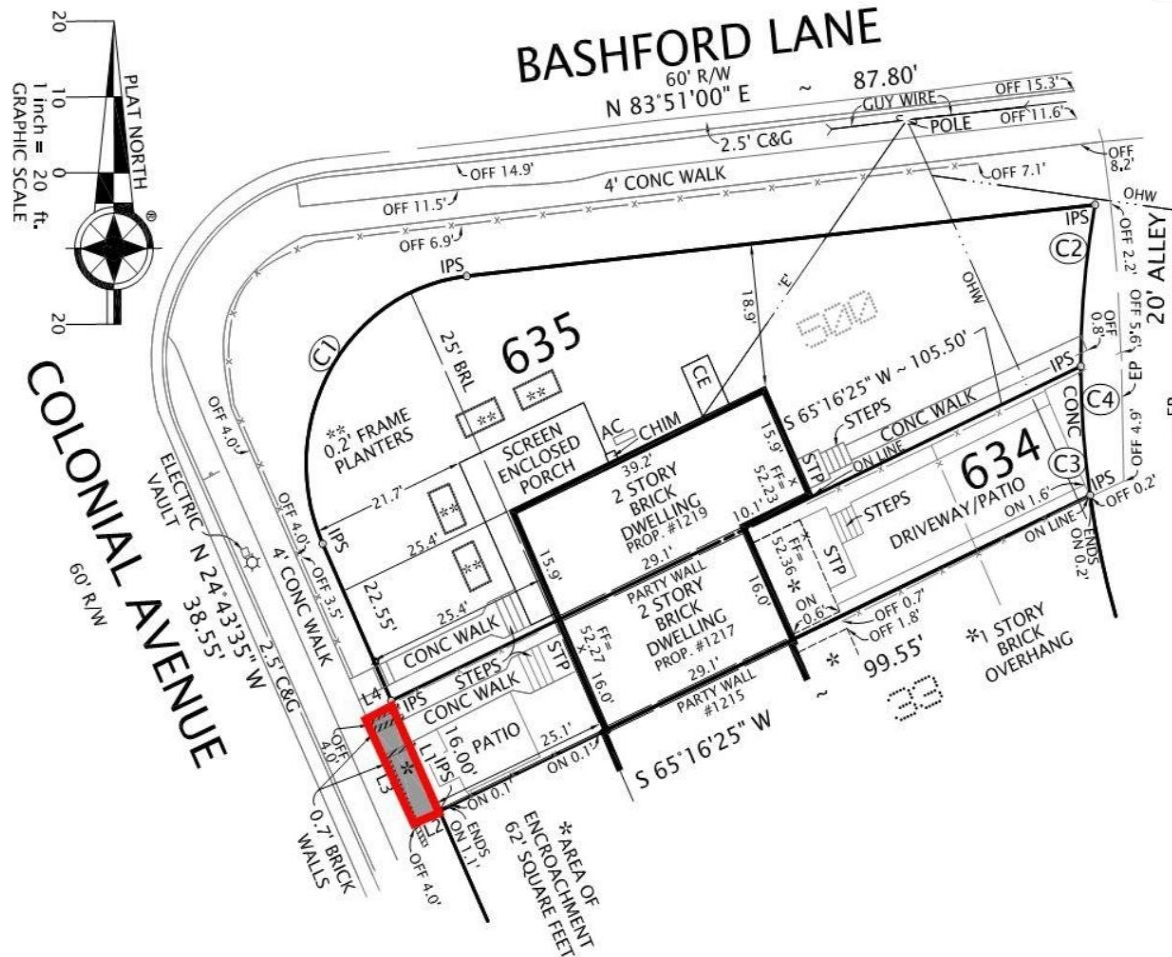 BASHFORD LANE
60' R/W
N 83°51'00" E ~ 87.80'
OFF 15.3'
GUY WIRE
OFF 11.6'
POLE
2.5' C&G
OFF 14.9'
4' CONC WALK
OFF 11.5'
OFF 7.1'
OFF 8.2'
OFF 6.9'
IPS
IPS
C2
OFF 2.2'
20' ALLEY
20
10
0
20
PLAT NORTH
®
1 inch = 20 ft.
GRAPHIC SCALE
C1
25' BRL
635
18.9'
'E'
500
OHW
OHW
OFF 0.8'
OFF 5.6'
EP
IPS
C4
CONC
OFF 4.9'
C3
IPS
OFF 0.2'
ENDS
ON 0.2'
S 65°16'25" W ~ 105.50'
STEPS
CONC WALK
ON LINE
634
DRIVEWAY/PATIO
ON 1.6'
ON LINE
STEPS
STP
STP
CE
AC
CHIM
**
**
**
0.2' FRAME
PLANTERS
SCREEN
ENCLOSED
PORCH
39.2'
2 STORY
BRICK
DWELLING
PROP. #1219
15.9'
FF=
52.23
x
10.1'
29.1'
PARTY WALL
2 STORY
BRICK
DWELLING
PROP. #1217
29.1'
PARTY WALL
#1215
FF=
52.36
*
*
16.0'
ON
0.6'
OFF 0.7'
OFF 1.8'
*
*1 STORY
BRICK
OVERHANG
~ 99.55'
33
S 65°16'25" W
21.7'
**
25.4'
**
25.4'
15.9'
22.55'
IPS
CONC WALK
STEPS
CONC WALK
STP
FF=
52.27
x
16.0'
PATIO
25.1'
ON 0.1'
ON 0.1'
16.00'
L1
IPS
IPS
L4
L3
L2
*
ENDS
ON 1.1'
OFF 4.0'
OFF
4.0'
0.7' BRICK
WALLS
*AREA OF
ENCROACHMENT
62' SQUARE FEET
COLONIAL AVENUE
60' R/W
N 24°43'35" W
38.55'
2.5' C&G
4' CONC WALK
ELECTRIC
VAULT
OFF 4.0'
OFF 4.0'
OFF 3.5'